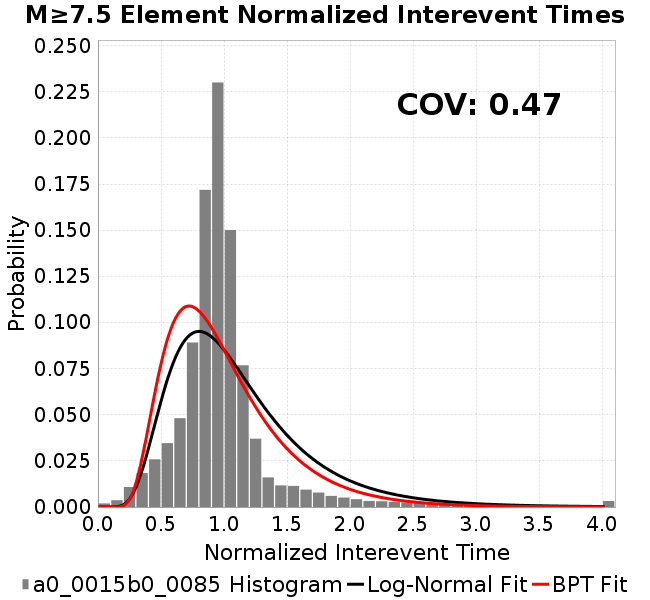 M≥7.5 Element Normalized Interevent Times
COV: 0.47
Probability
0.250
0.225
0.200
0.175
0.150
0.125
0.100
0.075
0.050
0.025
0.000
0.0 0.5 1.0 1.5 2.0 2.5 3.0 3.5 4.0
Normalized Interevent Time
a0_0015b0_0085 Histogram Log-Normal Fit BPT Fit